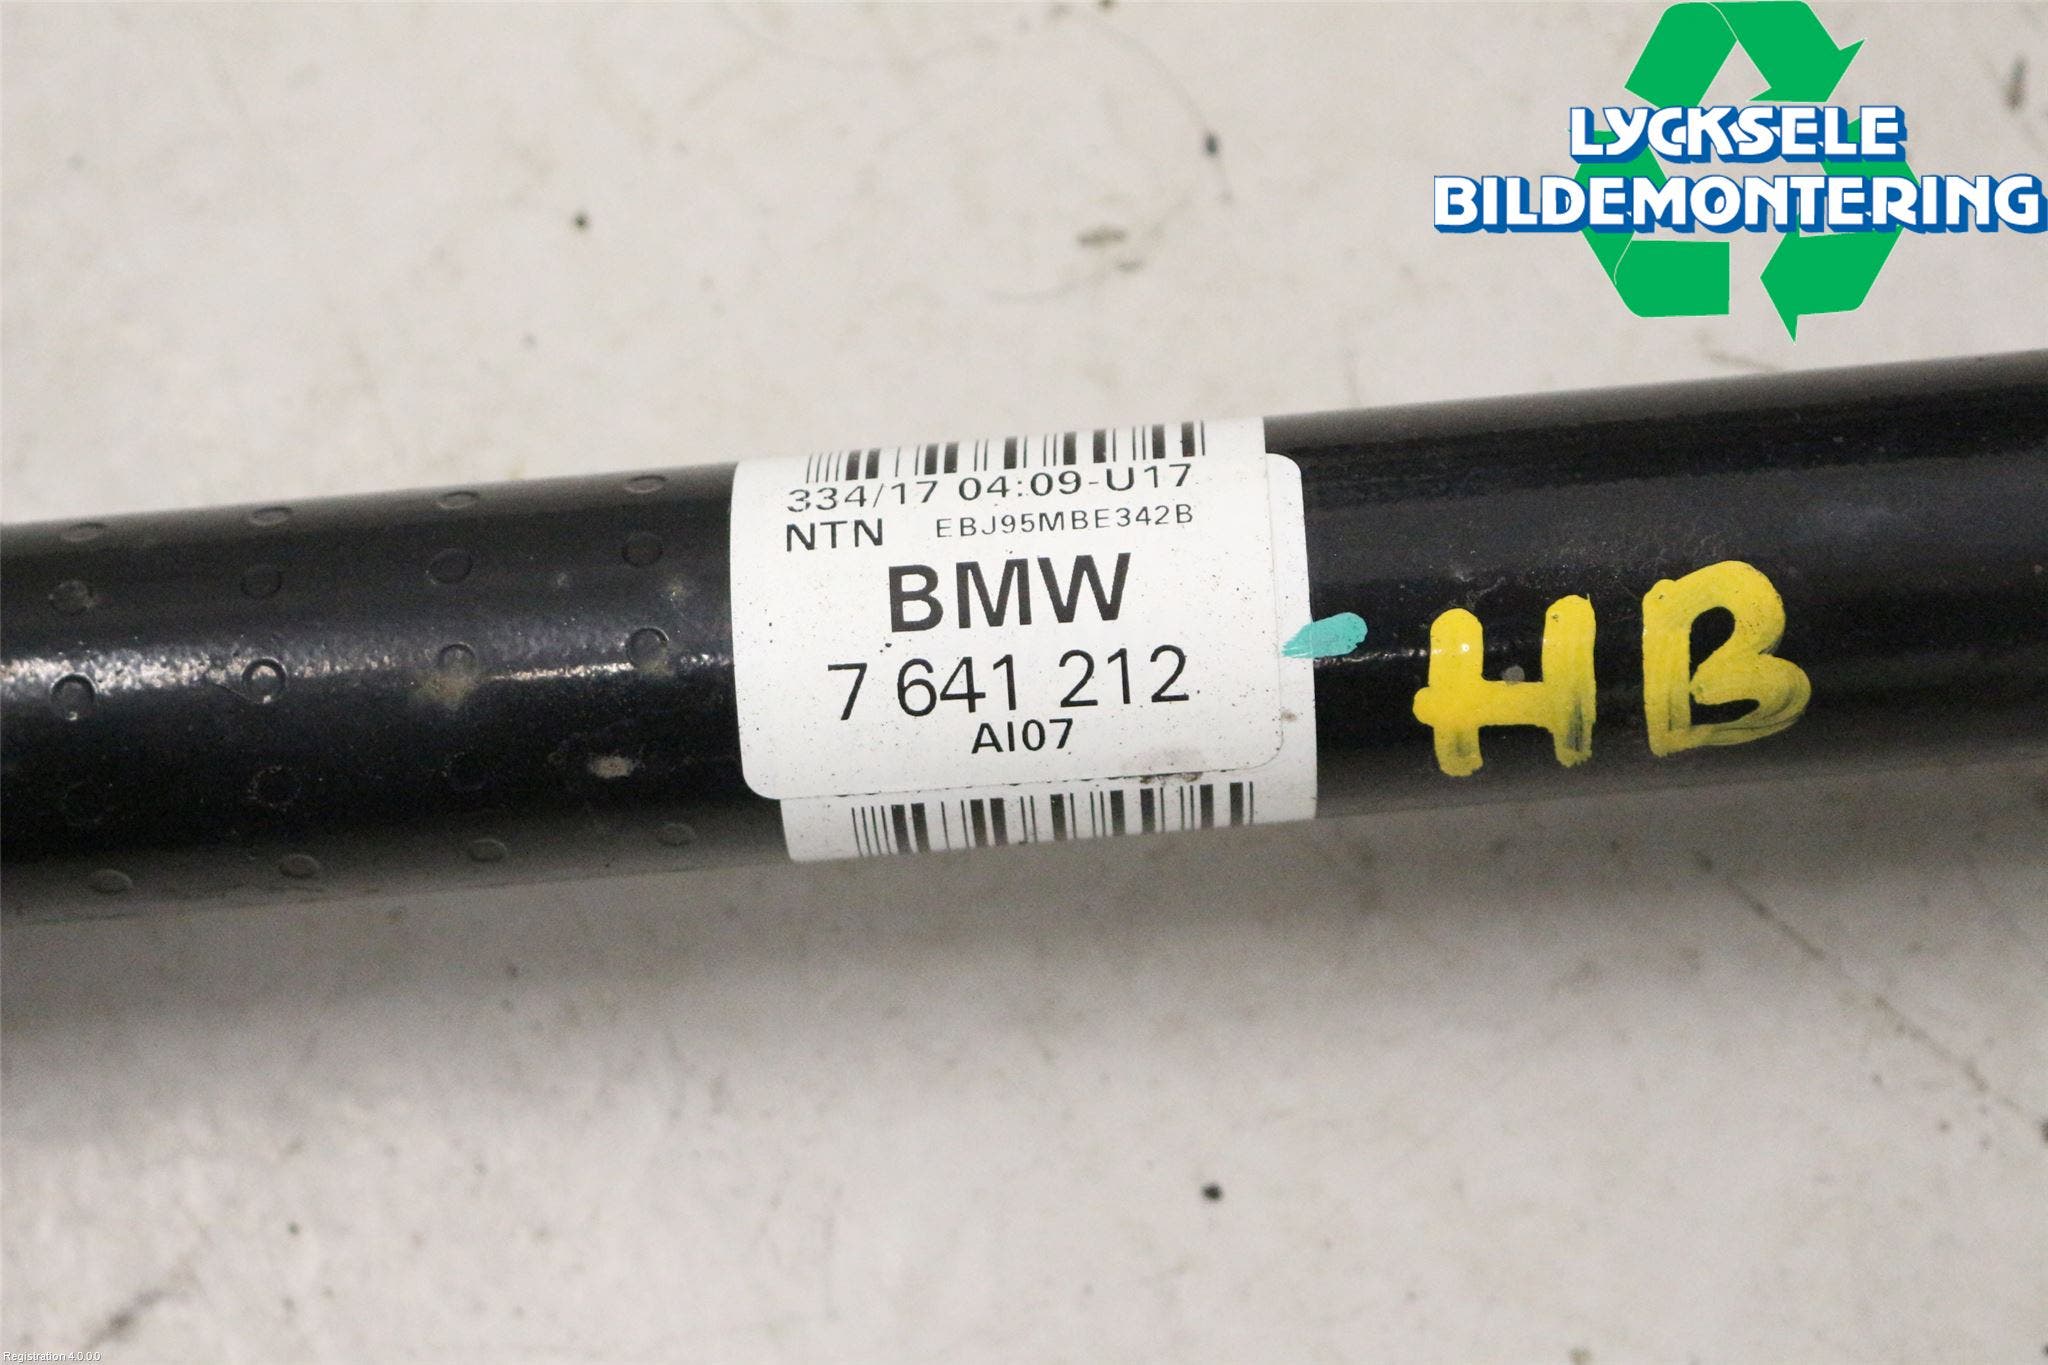 LYCKSELE
BILDEMONTERING
334/17 04:09-U17
NTN EBJ95MBE342B
BMW
7 641 212
AI07
HB
Registration 4.0.0.0